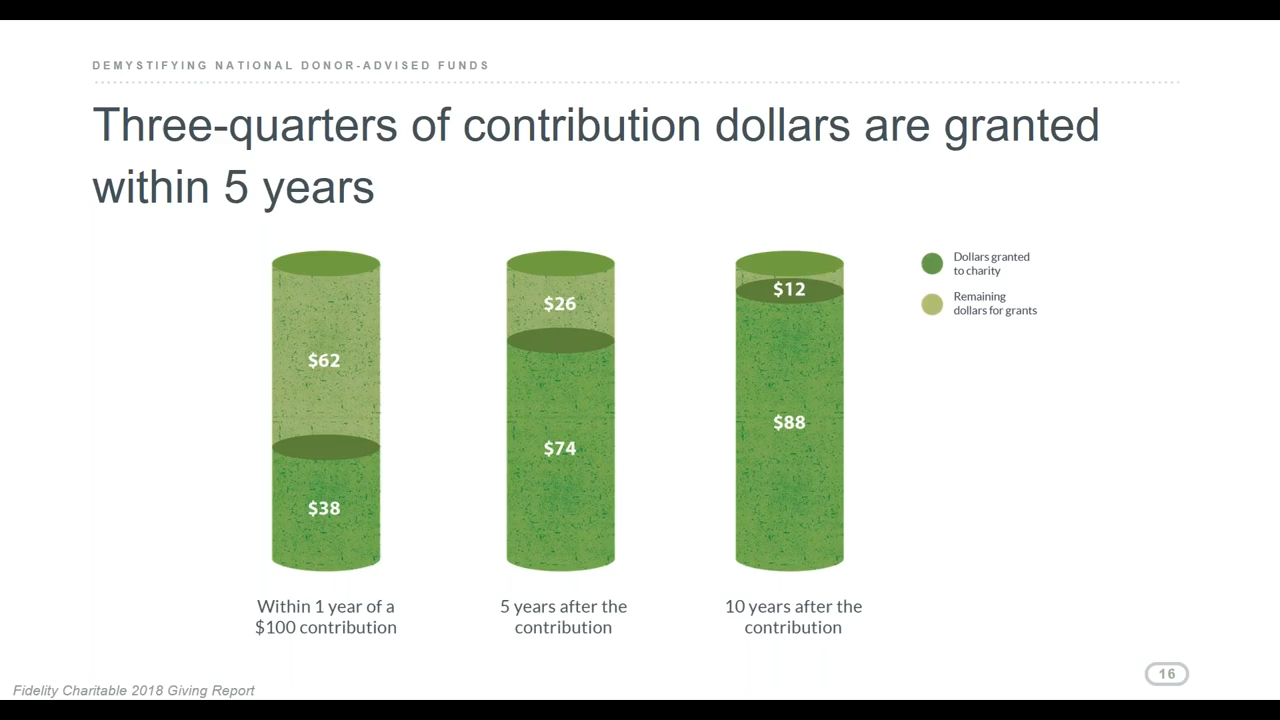 DEMYSTIFYING NATIONAL DONOR-ADVISED FUNDS
Three-quarters of contribution dollars are granted
within 5 years
$62
$38
Within 1 year of a
$100 contribution
$26
$74
5 years after the
contribution
$12
$88
10 years after the
contribution
Dollars granted
to charity
Remaining
dollars for grants
16
Fidelity Charitable 2018 Giving Report